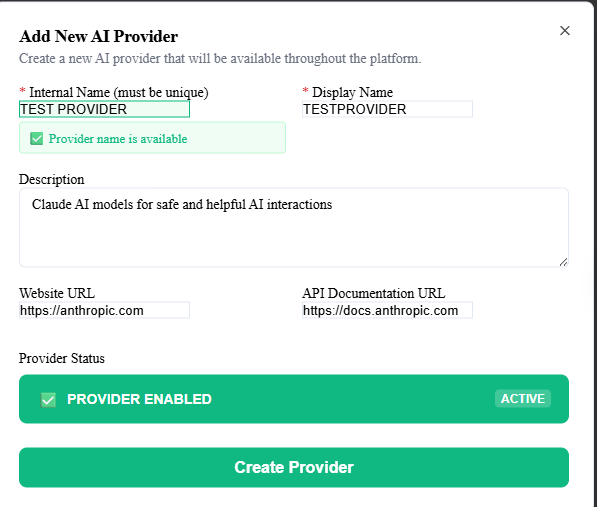 Add New AI Provider
Create a new AI provider that will be available throughout the platform.
* Internal Name (must be unique)
TEST PROVIDER
Provider name is available
* Display Name
TESTPROVIDER
Description
Claude AI models for safe and helpful AI interactions
Website URL
https://anthropic.com
API Documentation URL
https://docs.anthropic.com
Provider Status
PROVIDER ENABLED
ACTIVE
Create Provider